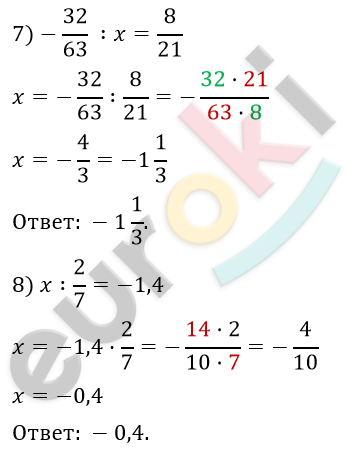 7) − 32/63 : x = 8/21
x = − 32/63 : 8/21 = − (32 · 21)/(63 · 8)
x = − 4/3 = −1 1/3
Ответ: − 1 1/3.
8) x : 2/7 = −1,4
x = −1,4 · 2/7 = − (14 · 2)/(10 · 7) = − 4/10
x = −0,4
Ответ: − 0,4.
euroki